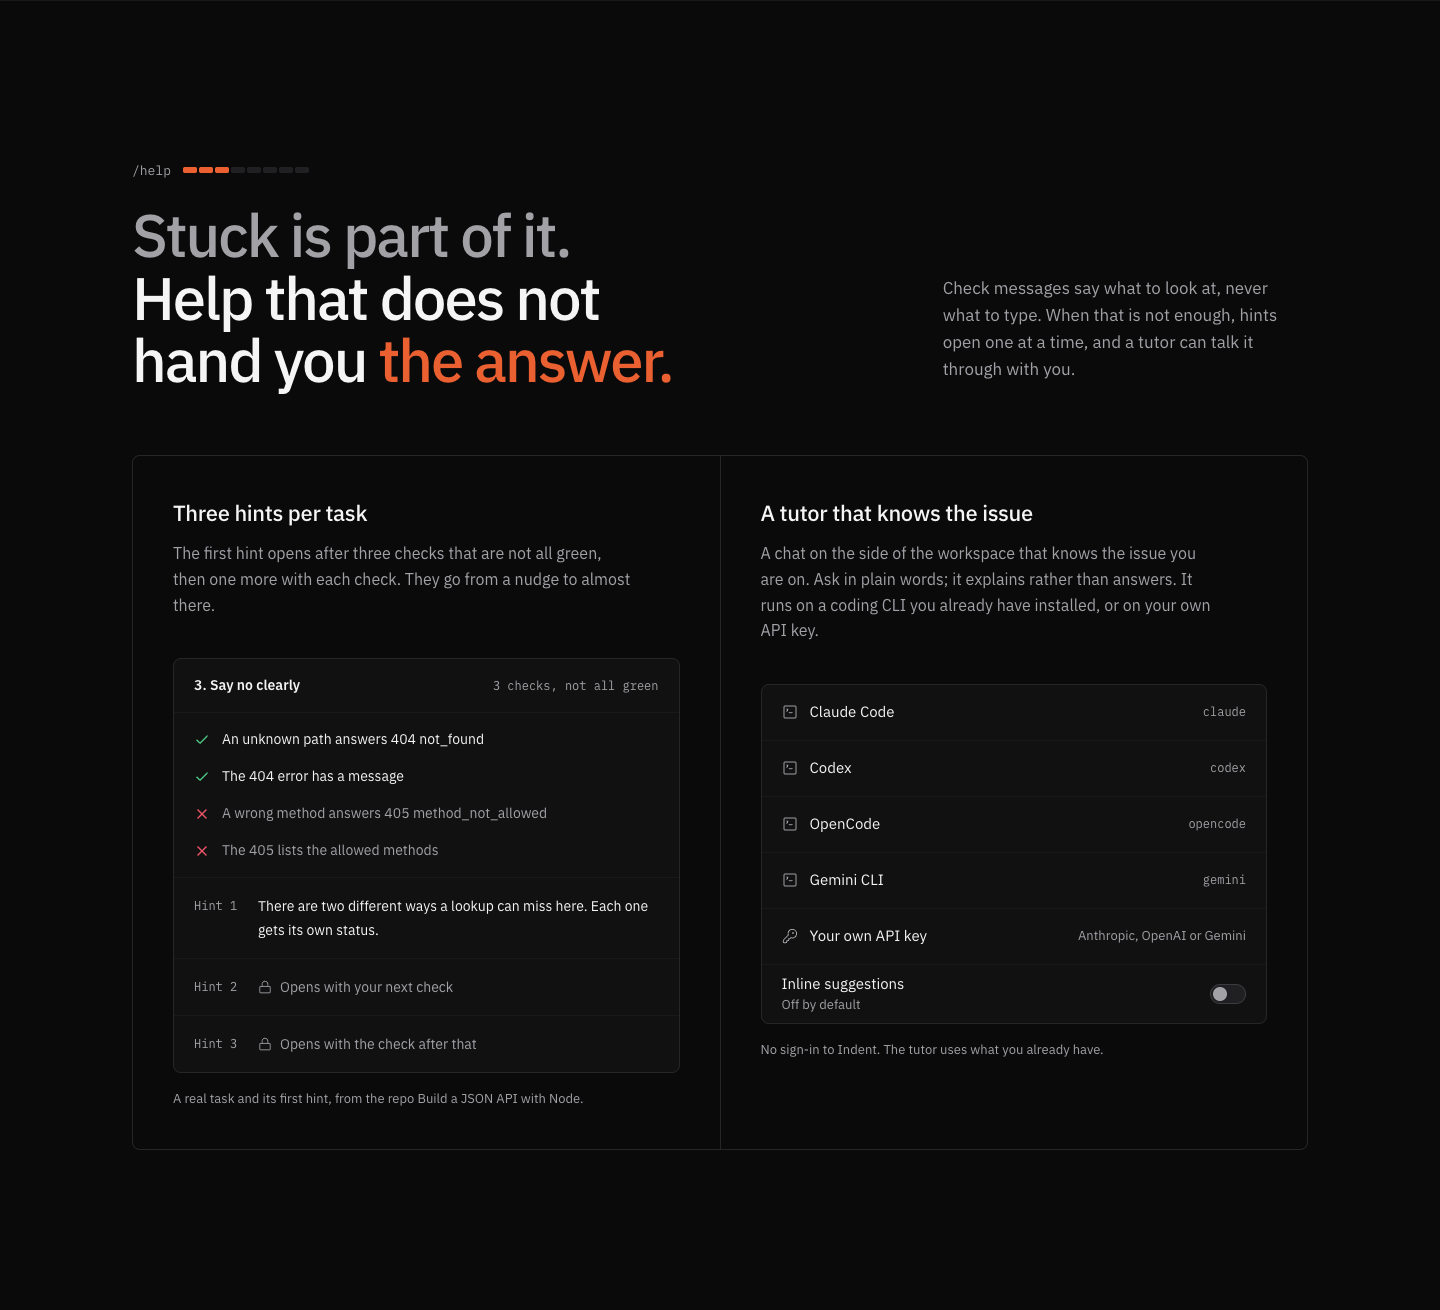 /help
Stuck is part of it.
Help that does not
hand you the answer.
Check messages say what to look at, never
what to type. When that is not enough, hints
open one at a time, and a tutor can talk it
through with you.
Three hints per task
The first hint opens after three checks that are not all green,
then one more with each check. They go from a nudge to almost
there.
3. Say no clearly
3 checks, not all green
An unknown path answers 404 not_found
The 404 error has a message
A wrong method answers 405 method_not_allowed
The 405 lists the allowed methods
Hint 1
There are two different ways a lookup can miss here. Each one
gets its own status.
Hint 2
Opens with your next check
Hint 3
Opens with the check after that
A real task and its first hint, from the repo Build a JSON API with Node.
A tutor that knows the issue
A chat on the side of the workspace that knows the issue you
are on. Ask in plain words; it explains rather than answers. It
runs on a coding CLI you already have installed, or on your own
API key.
Claude Code
claude
Codex
codex
OpenCode
opencode
Gemini CLI
gemini
Your own API key
Anthropic, OpenAI or Gemini
Inline suggestions
Off by default
No sign-in to Indent. The tutor uses what you already have.